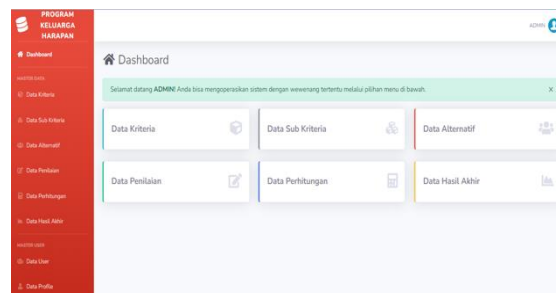 PROGRAM
KELUARGA
HARAPAN
ADMIN
Dashboard
MASTER DATA
Data Kriteria
Data Sub Kriteria
Data Alternatif
Data Penilaian
Data Perhitungan
Data Hasil Akhir
MASTER USER
Data User
Data Profile
Dashboard
Selamat datang ADMIN! Anda bisa mengoperasikan sistem dengan wewenang tertentu melalui pilihan menu di bawah. X
Data Kriteria
Data Sub Kriteria
Data Alternatif
Data Penilaian
Data Perhitungan
Data Hasil Akhir